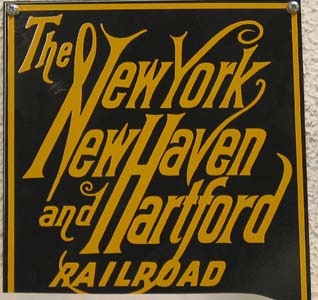 The
New York
New Haven
and Hartford
RAILROAD